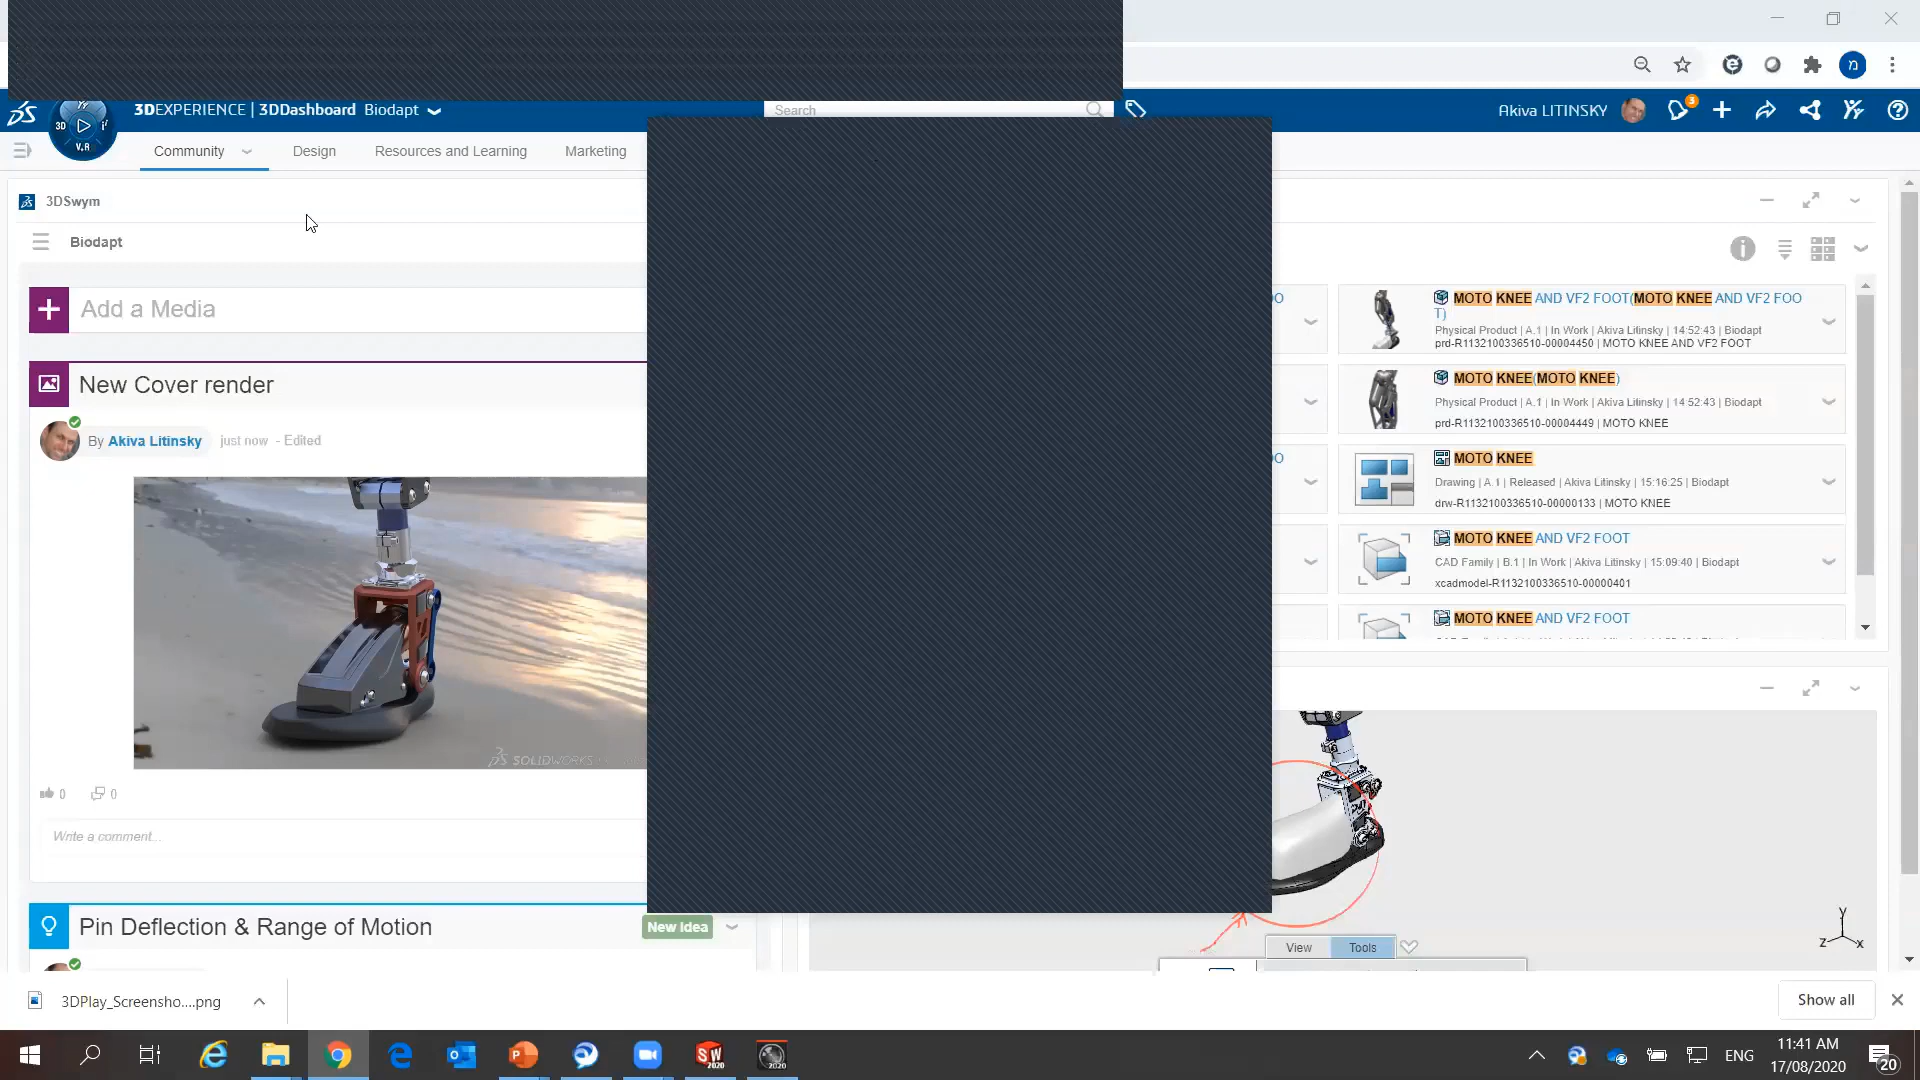 3DEXPERIENCE | 3DDashboard Biodapt
Search
Akiva LITINSKY
3
3D
V.R
Community
Design
Resources and Learning
Marketing
3DSwym
Biodapt
Add a Media
New Cover render
By Akiva Litinsky just now - Edited
SOLIDWORKS
0
0
Write a comment...
Pin Deflection & Range of Motion
New Idea
MOTO KNEE AND VF2 FOOT(MOTO KNEE AND VF2 FOO
T)
Physical Product | A.1 | In Work | Akiva Litinsky | 14:52:43 | Biodapt
prd-R1132100336510-00004450 | MOTO KNEE AND VF2 FOOT
MOTO KNEE(MOTO KNEE)
Physical Product | A.1 | In Work | Akiva Litinsky | 14:52:43 | Biodapt
prd-R1132100336510-00004449 | MOTO KNEE
MOTO KNEE
Drawing | A.1 | Released | Akiva Litinsky | 15:16:25 | Biodapt
drw-R1132100336510-00000133 | MOTO KNEE
MOTO KNEE AND VF2 FOOT
CAD Family | B.1 | In Work | Akiva Litinsky | 15:09:40 | Biodapt
xcadmodel-R1132100336510-00000401
MOTO KNEE AND VF2 FOOT
View
Tools
y
z
x
3DPlay_Screensho....png
Show all
ENG
11:41 AM
17/08/2020
20